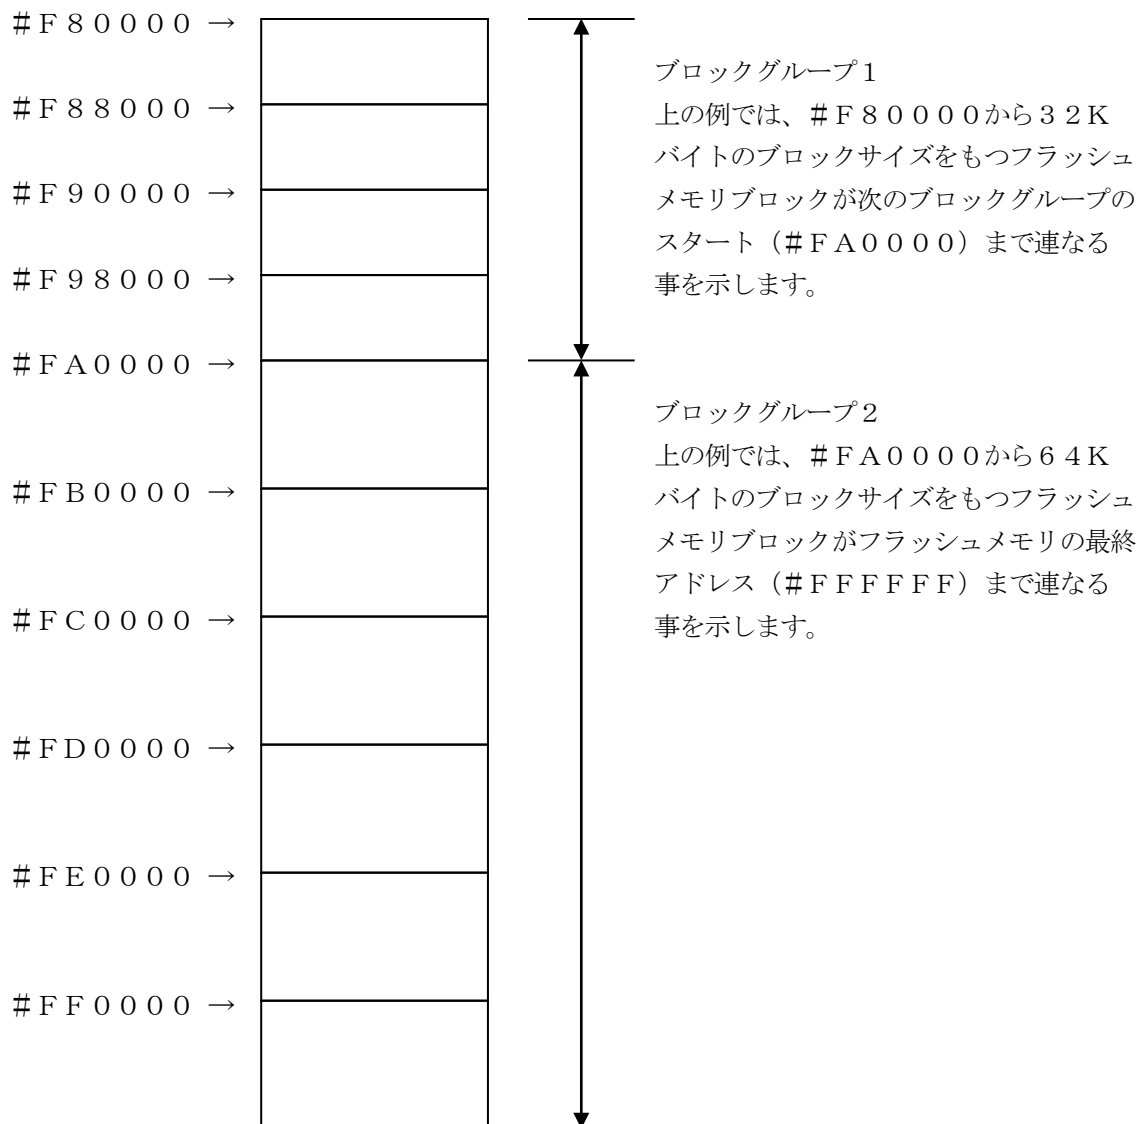 #F80000 →
#F88000 →
#F90000 →
#F98000 →
#FA0000 →
#FB0000 →
#FC0000 →
#FD0000 →
#FE0000 →
#FF0000 →
ブロックグループ1
上の例では、#F80000から32K
バイトのブロックサイズをもつフラッシュ
メモリブロックが次のブロックグループの
スタート(#FA0000)まで連なる
事を示します。
ブロックグループ2
上の例では、#FA0000から64K
バイトのブロックサイズをもつフラッシュ
メモリブロックがフラッシュメモリの最終
アドレス(#FFFFFF)まで連なる
事を示します。